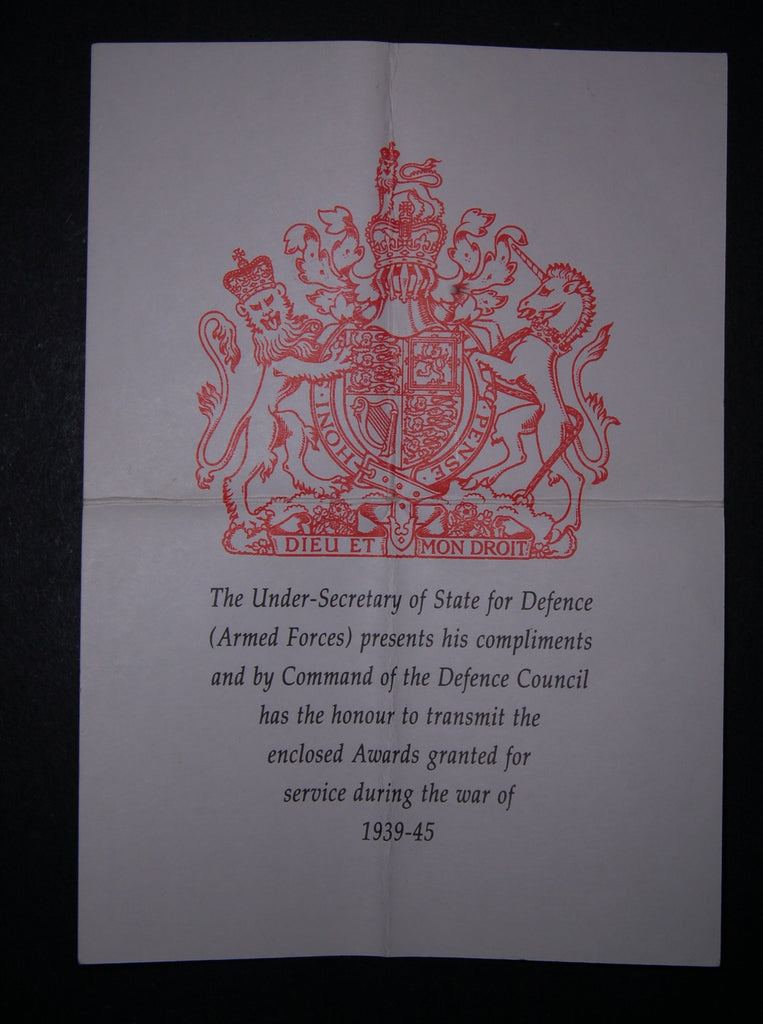 HONI
Q·PENSE·
DIEU ET MON DROIT
The Under-Secretary of State for Defence
(Armed Forces) presents his compliments
and by Command of the Defence Council
has the honour to transmit the
enclosed Awards granted for
service during the war of
1939-45